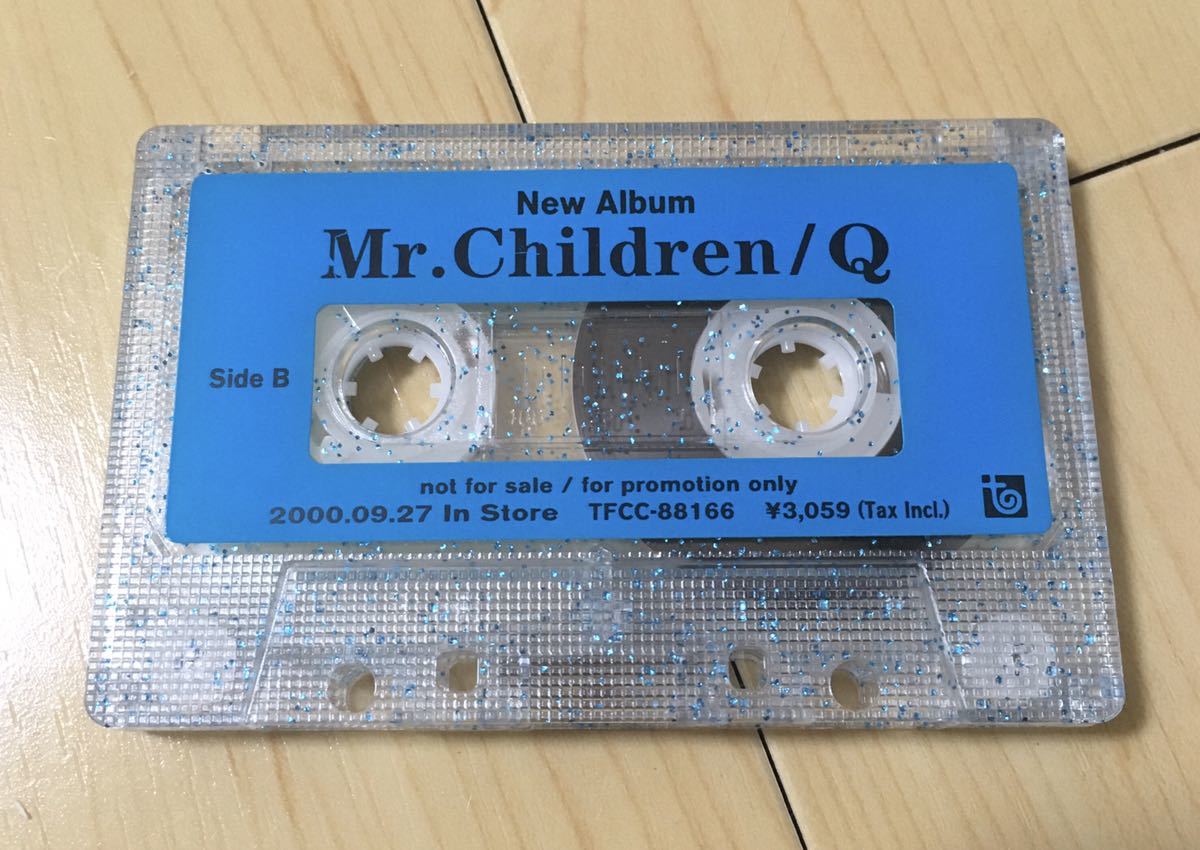 New Album
Mr.Children/Q
Side B
not for sale / for promotion only
2000.09.27 In Store TFCC-88166 ¥3,059 (Tax Incl.)